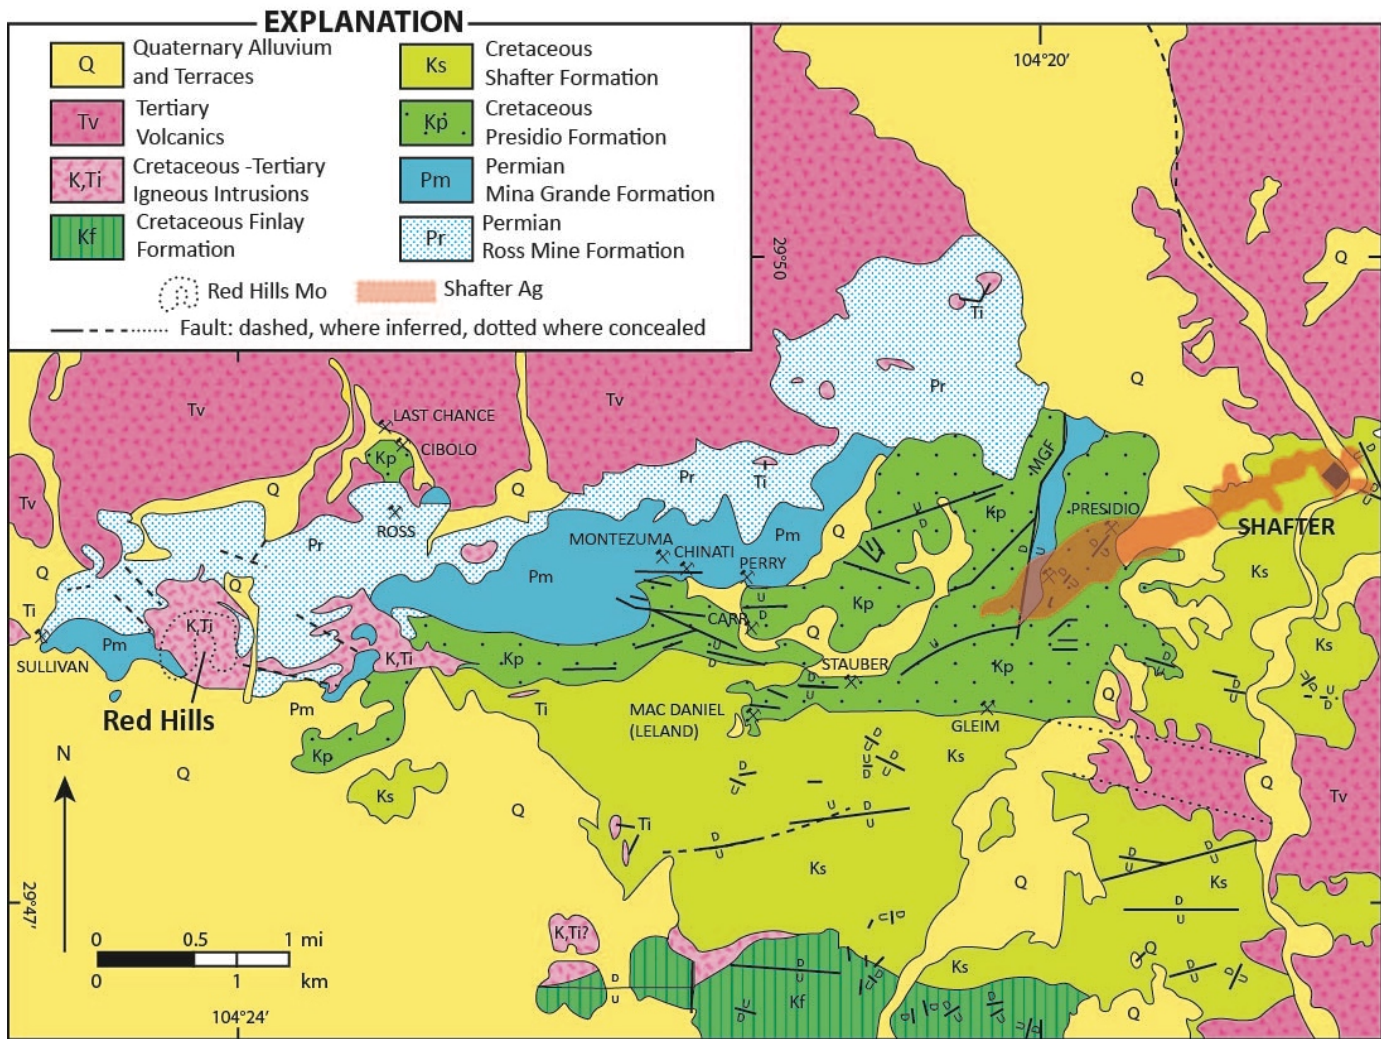 EXPLANATION
Q
Quaternary Alluvium
and Terraces
Tv
Tertiary
Volcanics
K,Ti
Cretaceous -Tertiary
Igneous Intrusions
Kf
Cretaceous Finlay
Formation
Ks
Cretaceous
Shafter Formation
Kp
Cretaceous
Presidio Formation
Pm
Permian
Mina Grande Formation
Pr
Permian
Ross Mine Formation
Red Hills Mo
Shafter Ag
Fault: dashed, where inferred, dotted where concealed
104°20'
29°50
Q
Ti
Q
Pr
Tv
Tv
LAST CHANCE
CIBOLO
Kp
MGF
Pr
Ti
Q
Q
Tv
ROSS
Kp
PRESIDIO
SHAFTER
U
D
Pr
MONTEZUMA
CHINATI
PERRY
Pm
Q
D
U
Q
Q
Pm
Ks
Ti
K,Ti
Kp
U
D
CARR
Q
Pm
SULLIVAN
K,Ti
Kp
U
D
STAUBER
Kp
U
Ks
Red Hills
Pm
Ti
MAC DANIEL
(LELAND)
U
D
GLEIM
Q
D
U
N
Kp
Q
Ks
Q
Ks
Q
Tv
Ti
D
U
U
D
U
D
U
Ks
Q
Ks
D
U
D
U
D
U
29°47'
K,Ti?
0
0.5
1 mi
0
1
km
D
U
D
U
Kf
Ks
Q
Q
104°24'